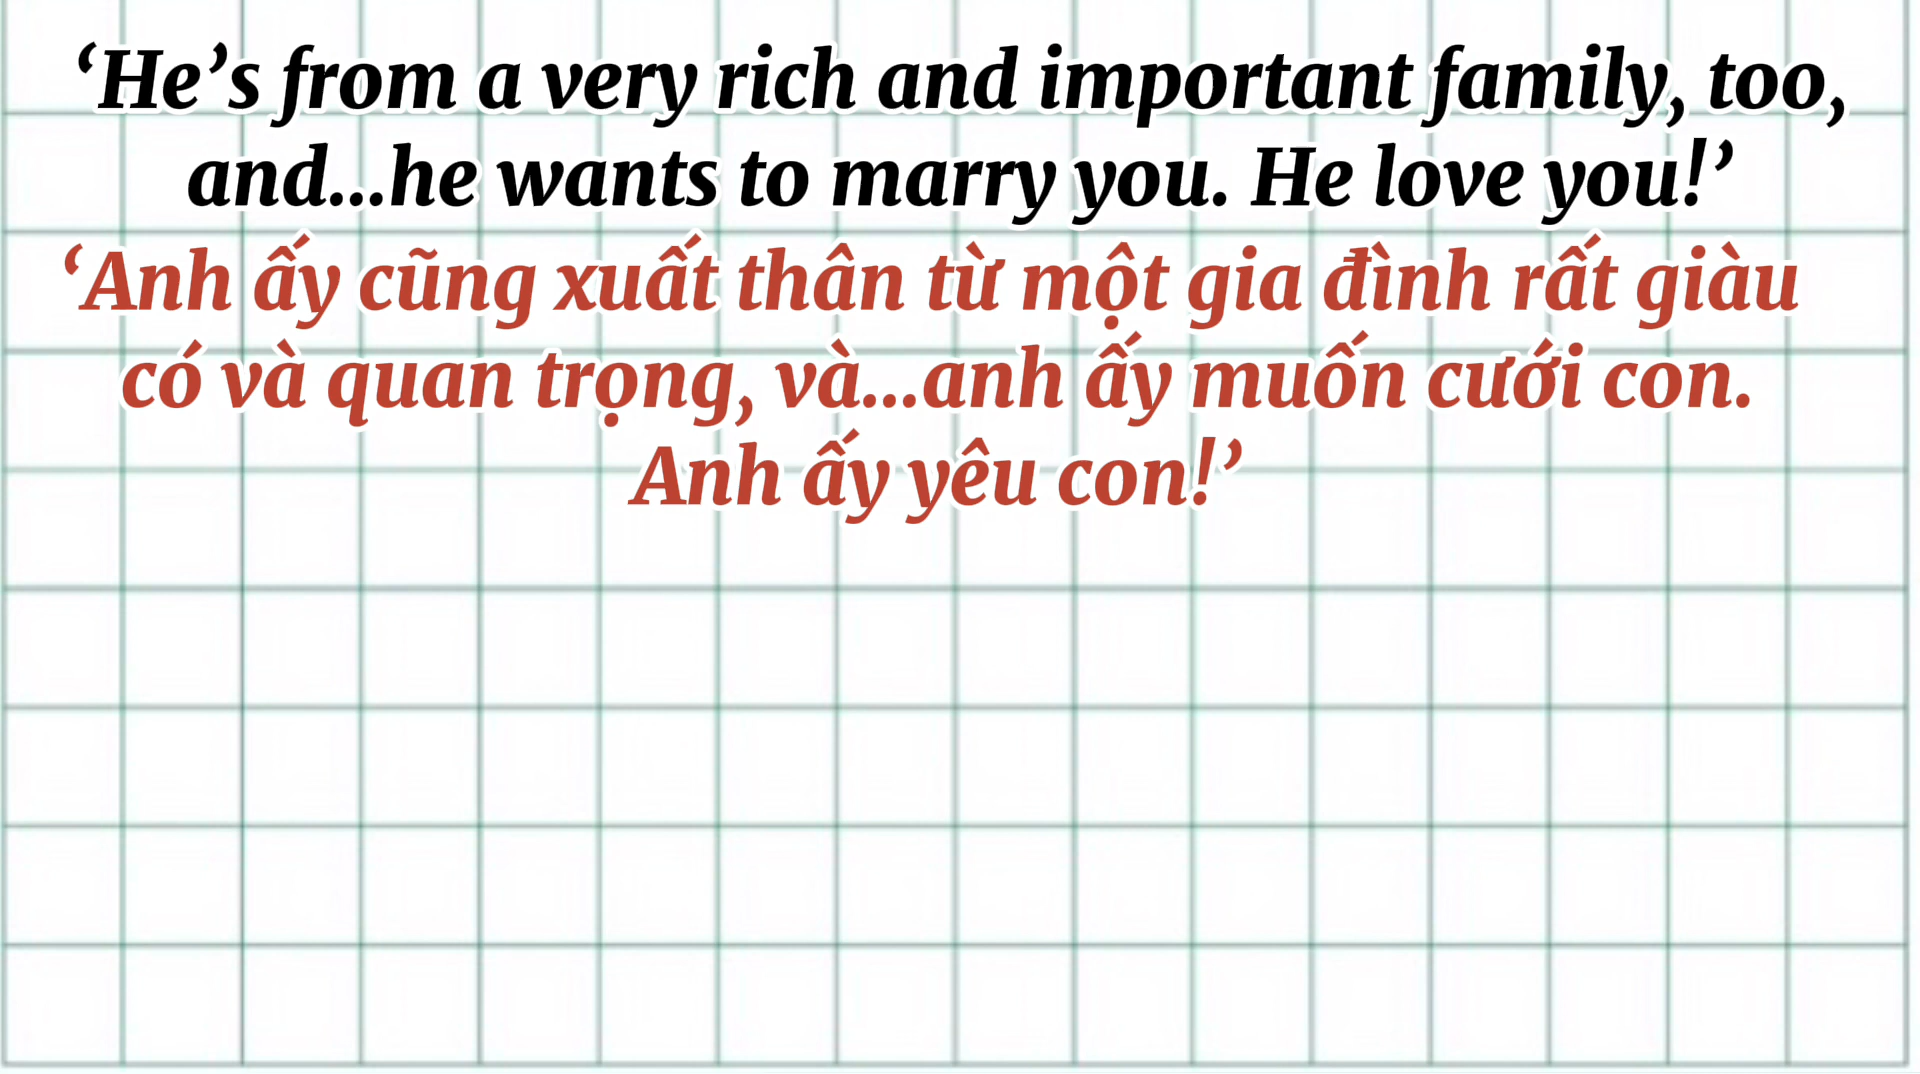 ‘He’s from a very rich and important family, too,
and...he wants to marry you. He love you!’
‘Anh ấy cũng xuất thân từ một gia đình rất giàu
có và quan trọng, và...anh ấy muốn cưới con.
Anh ấy yêu con!’